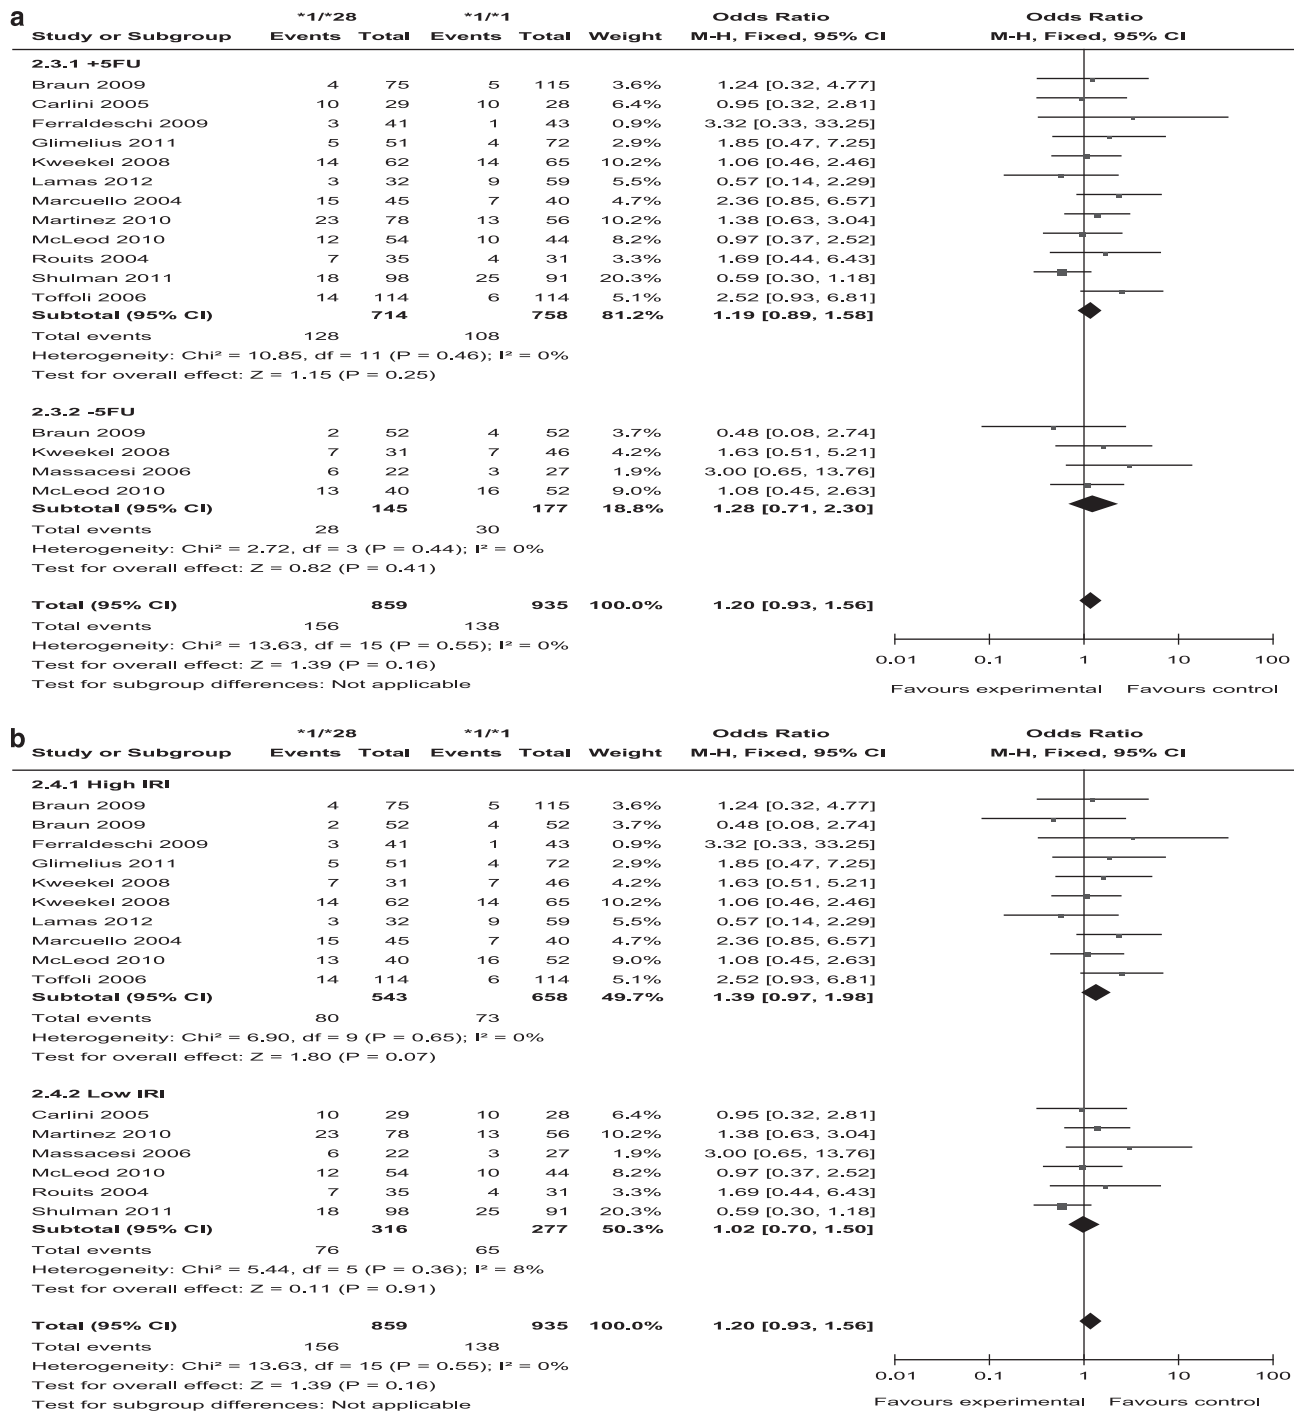 a
*1/*28 *1/*1 Odds Ratio Odds Ratio
Study or Subgroup Events Total Events Total Weight M-H, Fixed, 95% CI M-H, Fixed, 95% CI
2.3.1 +5FU
Braun 2009 4 75 5 115 3.6% 1.24 [0.32, 4.77]
Carlini 2005 10 29 10 28 6.4% 0.95 [0.32, 2.81]
Ferraldeschi 2009 3 41 1 43 0.9% 3.32 [0.33, 33.25]
Glimelius 2011 5 51 4 72 2.9% 1.85 [0.47, 7.25]
Kweekel 2008 14 62 14 65 10.2% 1.06 [0.46, 2.46]
Lamas 2012 3 32 9 59 5.5% 0.57 [0.14, 2.29]
Marcuello 2004 15 45 7 40 4.7% 2.36 [0.85, 6.57]
Martinez 2010 23 78 13 56 10.2% 1.38 [0.63, 3.04]
McLeod 2010 12 54 10 44 8.2% 0.97 [0.37, 2.52]
Rouits 2004 7 35 4 31 3.3% 1.69 [0.44, 6.43]
Shulman 2011 18 98 25 91 20.3% 0.59 [0.30, 1.18]
Toffoli 2006 14 114 6 114 5.1% 2.52 [0.93, 6.81]
Subtotal (95% CI) 714 758 81.2% 1.19 [0.89, 1.58]
Total events 128 108
Heterogeneity: Chi² = 10.85, df = 11 (P = 0.46); I² = 0%
Test for overall effect: Z = 1.15 (P = 0.25)
2.3.2 -5FU
Braun 2009 2 52 4 52 3.7% 0.48 [0.08, 2.74]
Kweekel 2008 7 31 7 46 4.2% 1.63 [0.51, 5.21]
Massacesi 2006 6 22 3 27 1.9% 3.00 [0.65, 13.76]
McLeod 2010 13 40 16 52 9.0% 1.08 [0.45, 2.63]
Subtotal (95% CI) 145 177 18.8% 1.28 [0.71, 2.30]
Total events 28 30
Heterogeneity: Chi² = 2.72, df = 3 (P = 0.44); I² = 0%
Test for overall effect: Z = 0.82 (P = 0.41)
Total (95% CI) 859 935 100.0% 1.20 [0.93, 1.56]
Total events 156 138
Heterogeneity: Chi² = 13.63, df = 15 (P = 0.55); I² = 0%
Test for overall effect: Z = 1.39 (P = 0.16)
Test for subgroup differences: Not applicable
0.01 0.1 1 10 100
Favours experimental Favours control
b
*1/*28 *1/*1 Odds Ratio Odds Ratio
Study or Subgroup Events Total Events Total Weight M-H, Fixed, 95% CI M-H, Fixed, 95% CI
2.4.1 High IRI
Braun 2009 4 75 5 115 3.6% 1.24 [0.32, 4.77]
Braun 2009 2 52 4 52 3.7% 0.48 [0.08, 2.74]
Ferraldeschi 2009 3 41 1 43 0.9% 3.32 [0.33, 33.25]
Glimelius 2011 5 51 4 72 2.9% 1.85 [0.47, 7.25]
Kweekel 2008 7 31 7 46 4.2% 1.63 [0.51, 5.21]
Kweekel 2008 14 62 14 65 10.2% 1.06 [0.46, 2.46]
Lamas 2012 3 32 9 59 5.5% 0.57 [0.14, 2.29]
Marcuello 2004 15 45 7 40 4.7% 2.36 [0.85, 6.57]
McLeod 2010 13 40 16 52 9.0% 1.08 [0.45, 2.63]
Toffoli 2006 14 114 6 114 5.1% 2.52 [0.93, 6.81]
Subtotal (95% CI) 543 658 49.7% 1.39 [0.97, 1.98]
Total events 80 73
Heterogeneity: Chi² = 6.90, df = 9 (P = 0.65); I² = 0%
Test for overall effect: Z = 1.80 (P = 0.07)
2.4.2 Low IRI
Carlini 2005 10 29 10 28 6.4% 0.95 [0.32, 2.81]
Martinez 2010 23 78 13 56 10.2% 1.38 [0.63, 3.04]
Massacesi 2006 6 22 3 27 1.9% 3.00 [0.65, 13.76]
McLeod 2010 12 54 10 44 8.2% 0.97 [0.37, 2.52]
Rouits 2004 7 35 4 31 3.3% 1.69 [0.44, 6.43]
Shulman 2011 18 98 25 91 20.3% 0.59 [0.30, 1.18]
Subtotal (95% CI) 316 277 50.3% 1.02 [0.70, 1.50]
Total events 76 65
Heterogeneity: Chi² = 5.44, df = 5 (P = 0.36); I² = 8%
Test for overall effect: Z = 0.11 (P = 0.91)
Total (95% CI) 859 935 100.0% 1.20 [0.93, 1.56]
Total events 156 138
Heterogeneity: Chi² = 13.63, df = 15 (P = 0.55); I² = 0%
Test for overall effect: Z = 1.39 (P = 0.16)
Test for subgroup differences: Not applicable
0.01 0.1 1 10 100
Favours experimental Favours control